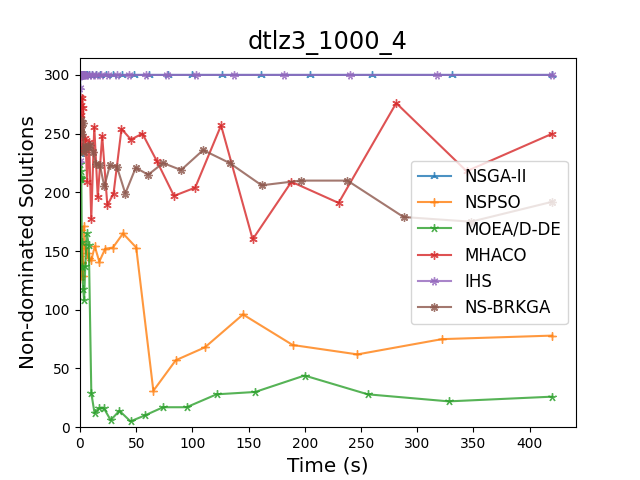 dtlz3_1000_4
Non-dominated Solutions
300
250
200
150
100
50
0
NSGA-II
NSPSO
MOEA/D-DE
MHACO
IHS
NS-BRKGA
0 50 100 150 200 250 300 350 400
Time (s)